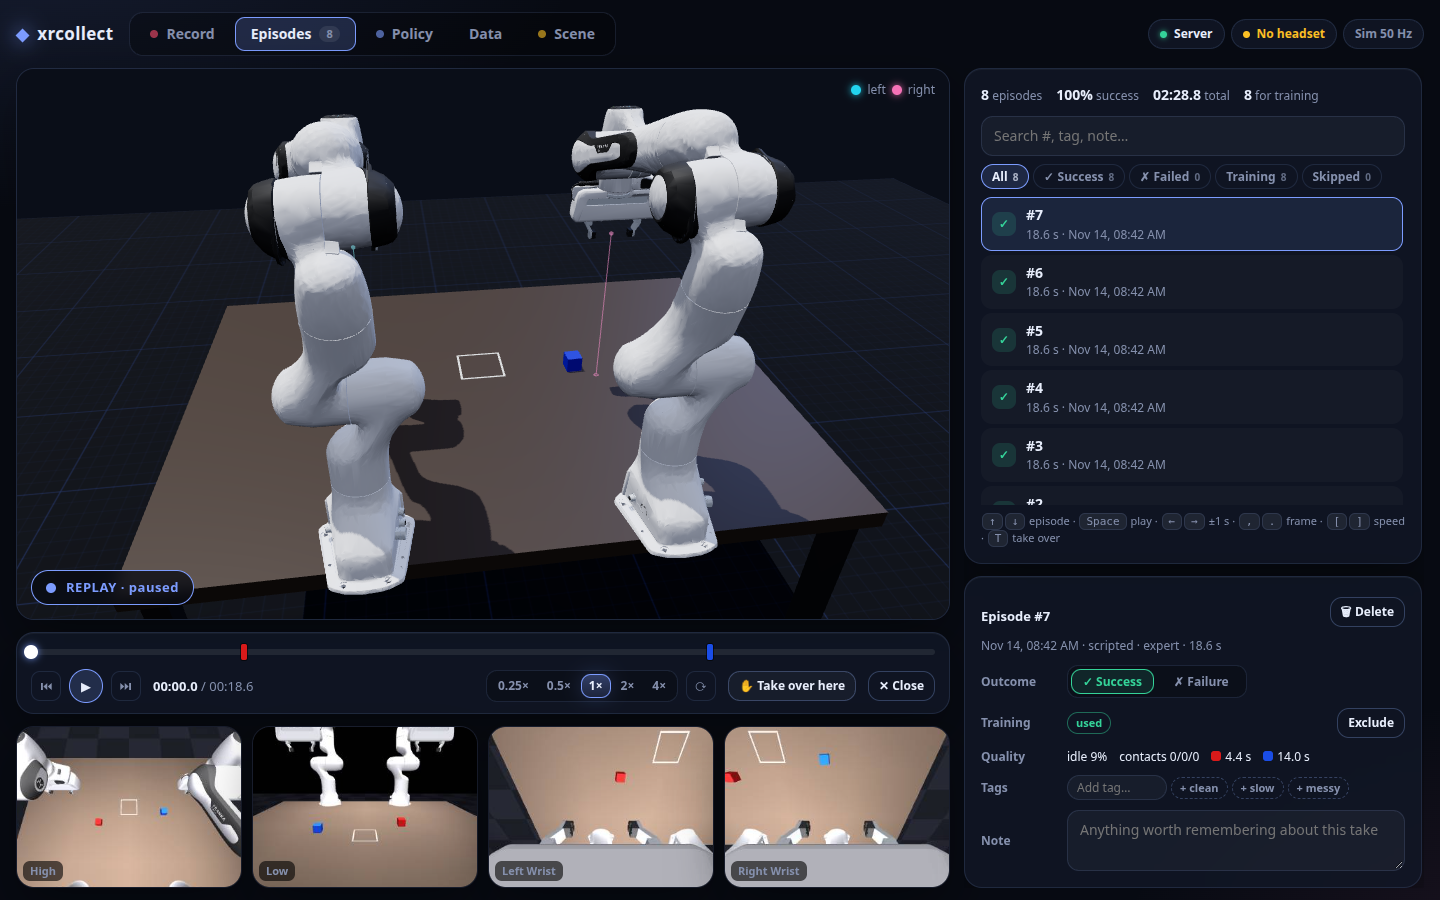 xrcollect
Record
Episodes 8
Policy
Data
Scene
Server
No headset
Sim 50 Hz
left
right
REPLAY · paused
00:00.0 / 00:18.6
0.25×
0.5×
1×
2×
4×
Take over here
✕ Close
High
Low
Left Wrist
Right Wrist
8 episodes 100% success 02:28.8 total 8 for training
Search #, tag, note...
All 8
✓ Success 8
✗ Failed 0
Training 8
Skipped 0
#7
18.6 s · Nov 14, 08:42 AM
#6
18.6 s · Nov 14, 08:42 AM
#5
18.6 s · Nov 14, 08:42 AM
#4
18.6 s · Nov 14, 08:42 AM
#3
18.6 s · Nov 14, 08:42 AM
#2
↑ ↓ episode · Space play · ← → ±1 s · , . frame · [ ] speed
· T take over
Episode #7
Delete
Nov 14, 08:42 AM · scripted · expert · 18.6 s
Outcome
✓ Success
✗ Failure
Training
used
Exclude
Quality
idle 9% contacts 0/0/0 4.4 s 14.0 s
Tags
Add tag...
+ clean
+ slow
+ messy
Note
Anything worth remembering about this take